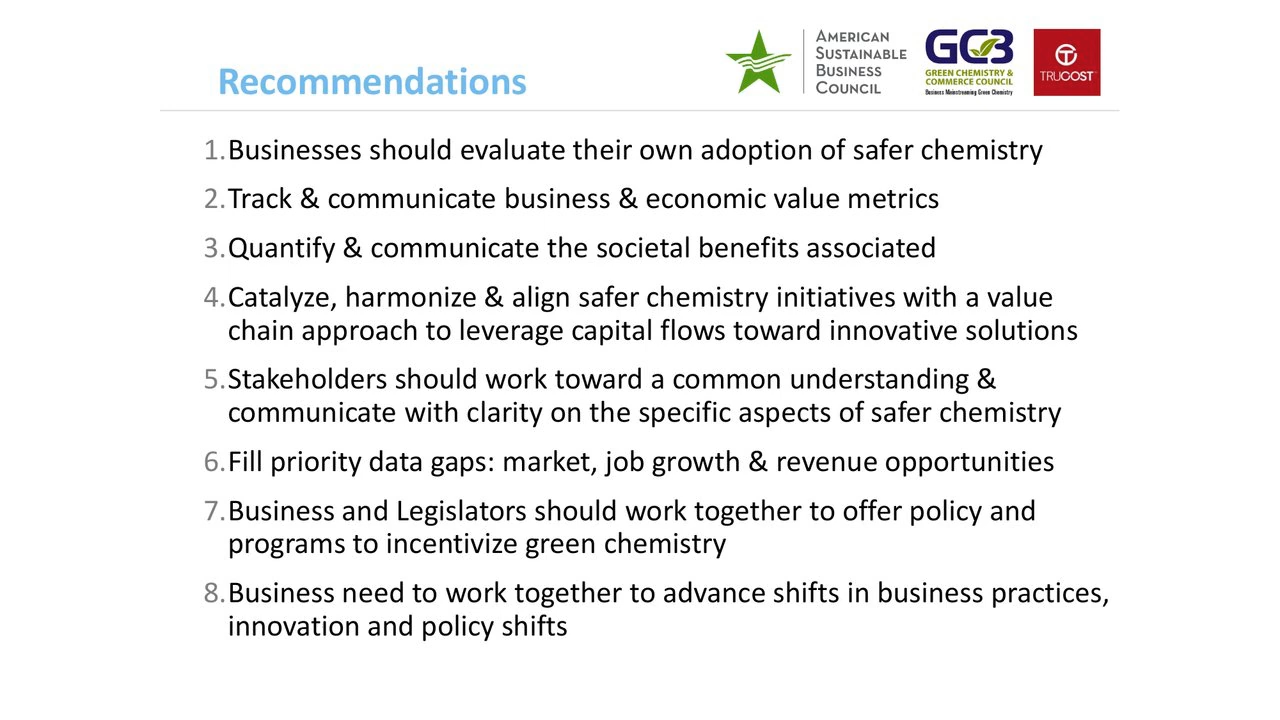 Recommendations
AMERICAN
SUSTAINABLE
BUSINESS
COUNCIL
GC3
GREEN CHEMISTRY &
COMMERCE COUNCIL
Business Mainstreaming Green Chemistry
TRUCOST
1.Businesses should evaluate their own adoption of safer chemistry
2.Track & communicate business & economic value metrics
3.Quantify & communicate the societal benefits associated
4.Catalyze, harmonize & align safer chemistry initiatives with a value
chain approach to leverage capital flows toward innovative solutions
5.Stakeholders should work toward a common understanding &
communicate with clarity on the specific aspects of safer chemistry
6.Fill priority data gaps: market, job growth & revenue opportunities
7.Business and Legislators should work together to offer policy and
programs to incentivize green chemistry
8.Business need to work together to advance shifts in business practices,
innovation and policy shifts